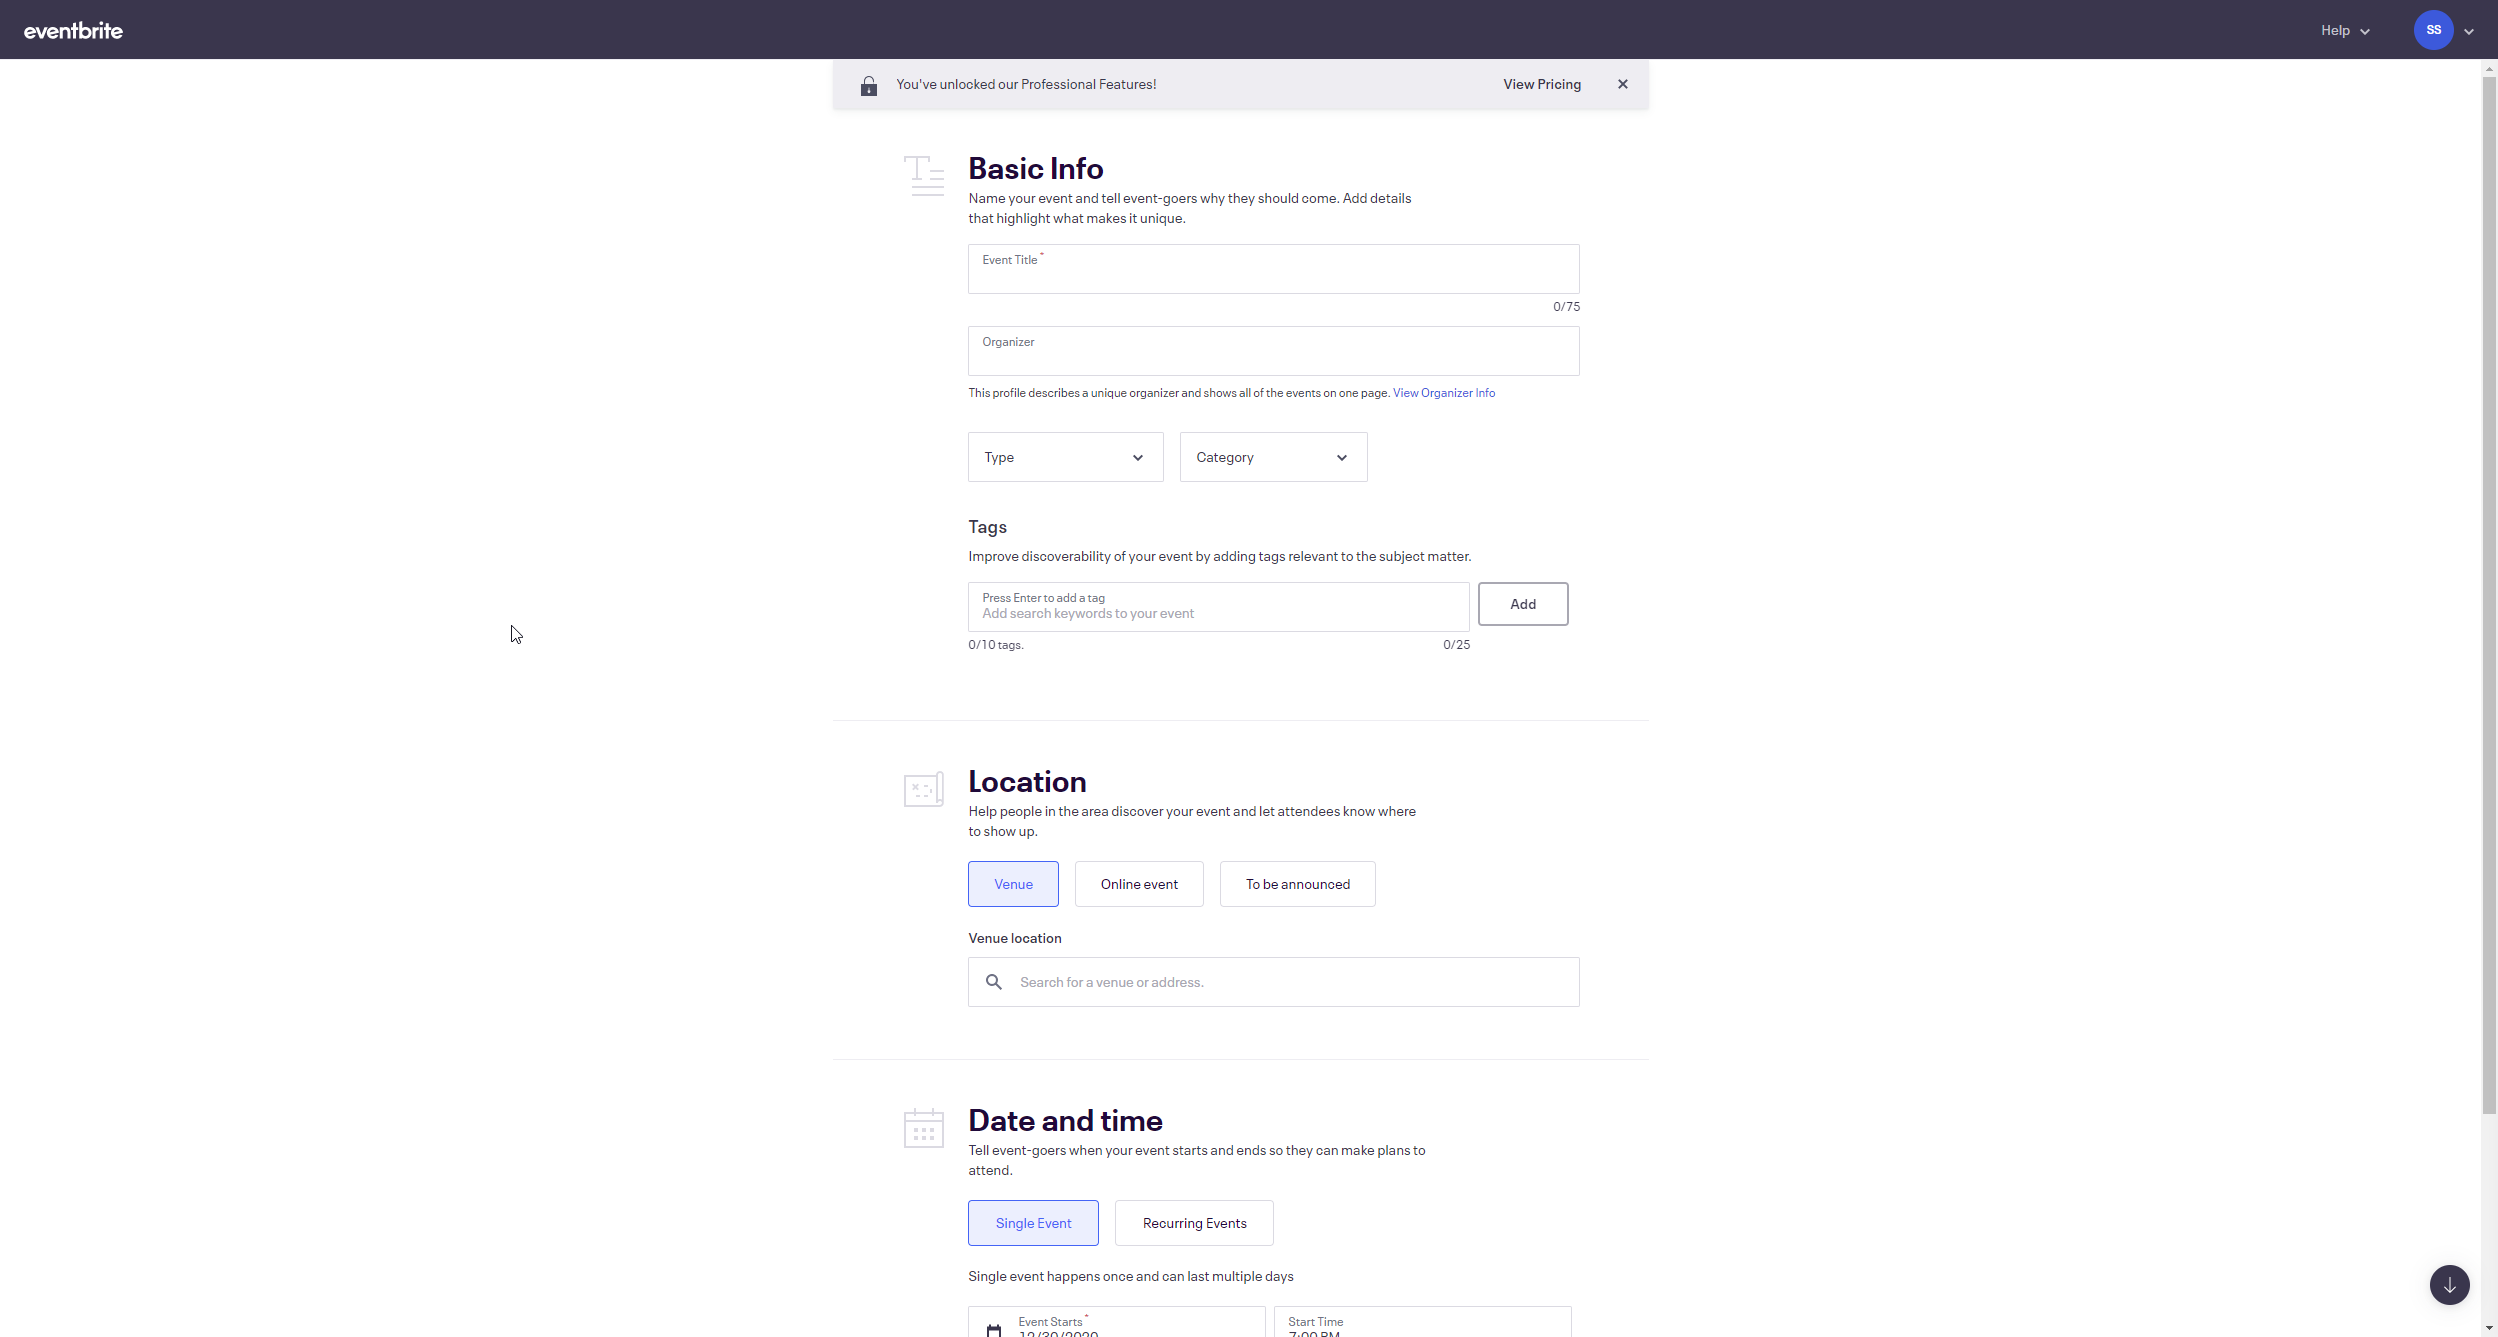 eventbrite
Help
SS
You've unlocked our Professional Features!
View Pricing
Basic Info
Name your event and tell event-goers why they should come. Add details
that highlight what makes it unique.
Event Title *
0/75
Organizer
This profile describes a unique organizer and shows all of the events on one page. View Organizer Info
Type
Category
Tags
Improve discoverability of your event by adding tags relevant to the subject matter.
Press Enter to add a tag
Add search keywords to your event
Add
0/10 tags.
0/25
Location
Help people in the area discover your event and let attendees know where
to show up.
Venue
Online event
To be announced
Venue location
Search for a venue or address.
Date and time
Tell event-goers when your event starts and ends so they can make plans to
attend.
Single Event
Recurring Events
Single event happens once and can last multiple days
Event Starts *
12/30/2020
Start Time
7:00 PM